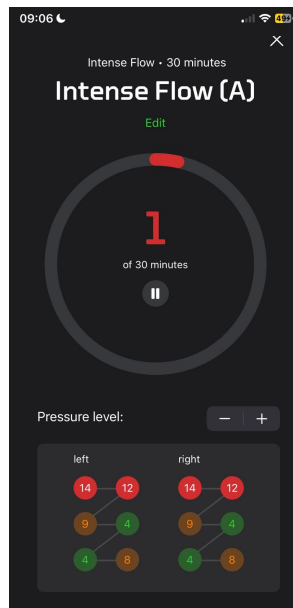 09:06
49
Intense Flow • 30 minutes
Intense Flow (A)
Edit
1
of 30 minutes
Pressure level:
− +
left right
14 12 14 12
9 4 9 4
4 8 4 8